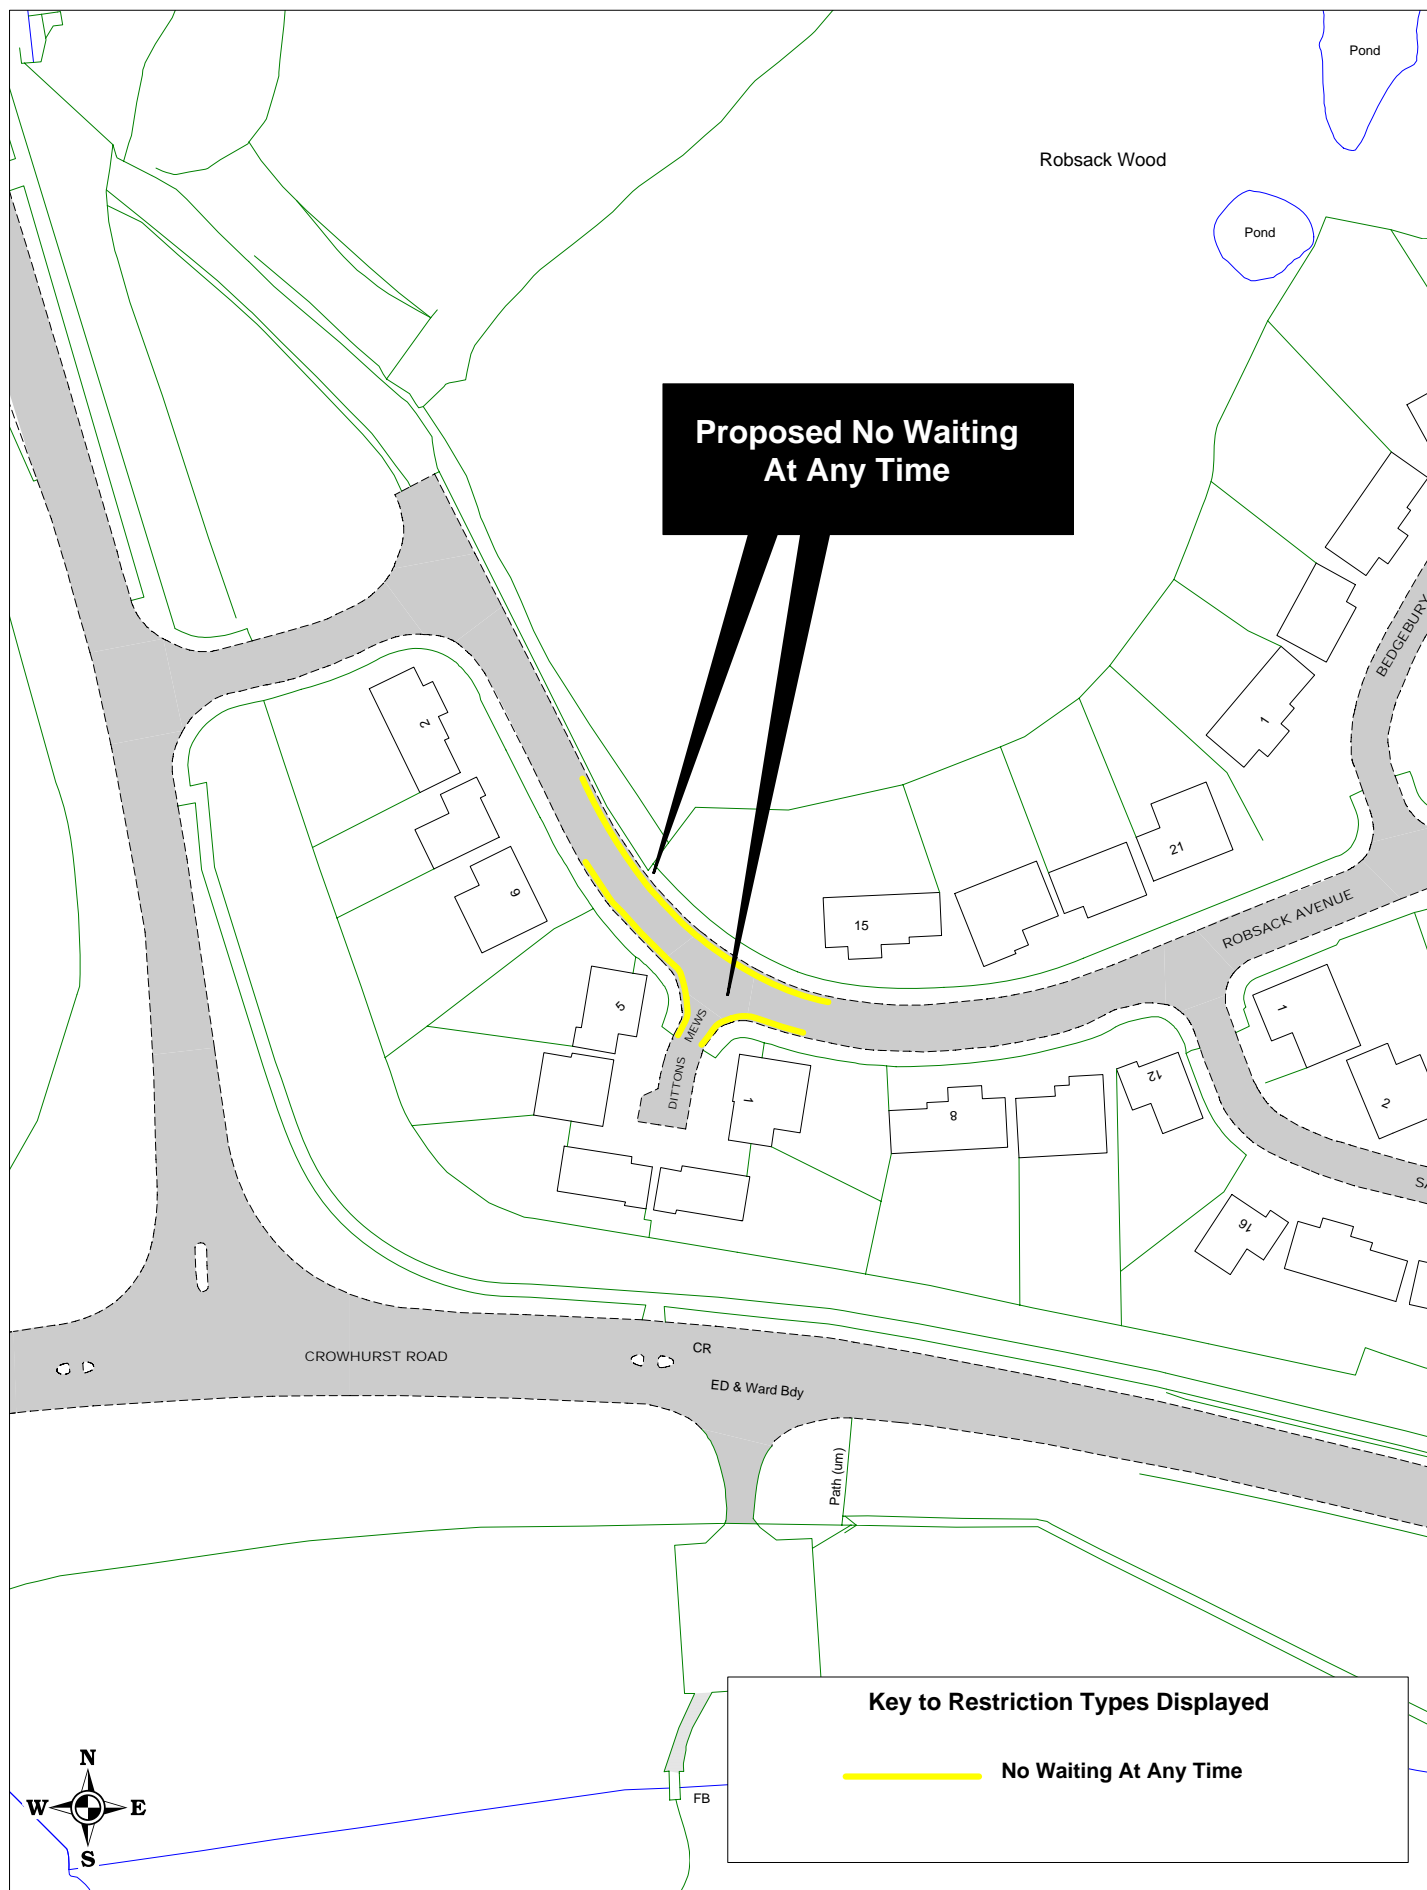 Pond
Robsack Wood
Pond
Proposed No Waiting
At Any Time
BEDGEBURY
2
1
9
21
15
ROBSACK AVENUE
5
MEWS
DITTONS
1
1
2
8
12
16
SA
CROWHURST ROAD
CR
ED & Ward Bdy
Path (um)
Key to Restriction Types Displayed
No Waiting At Any Time
FB
N
W
E
S